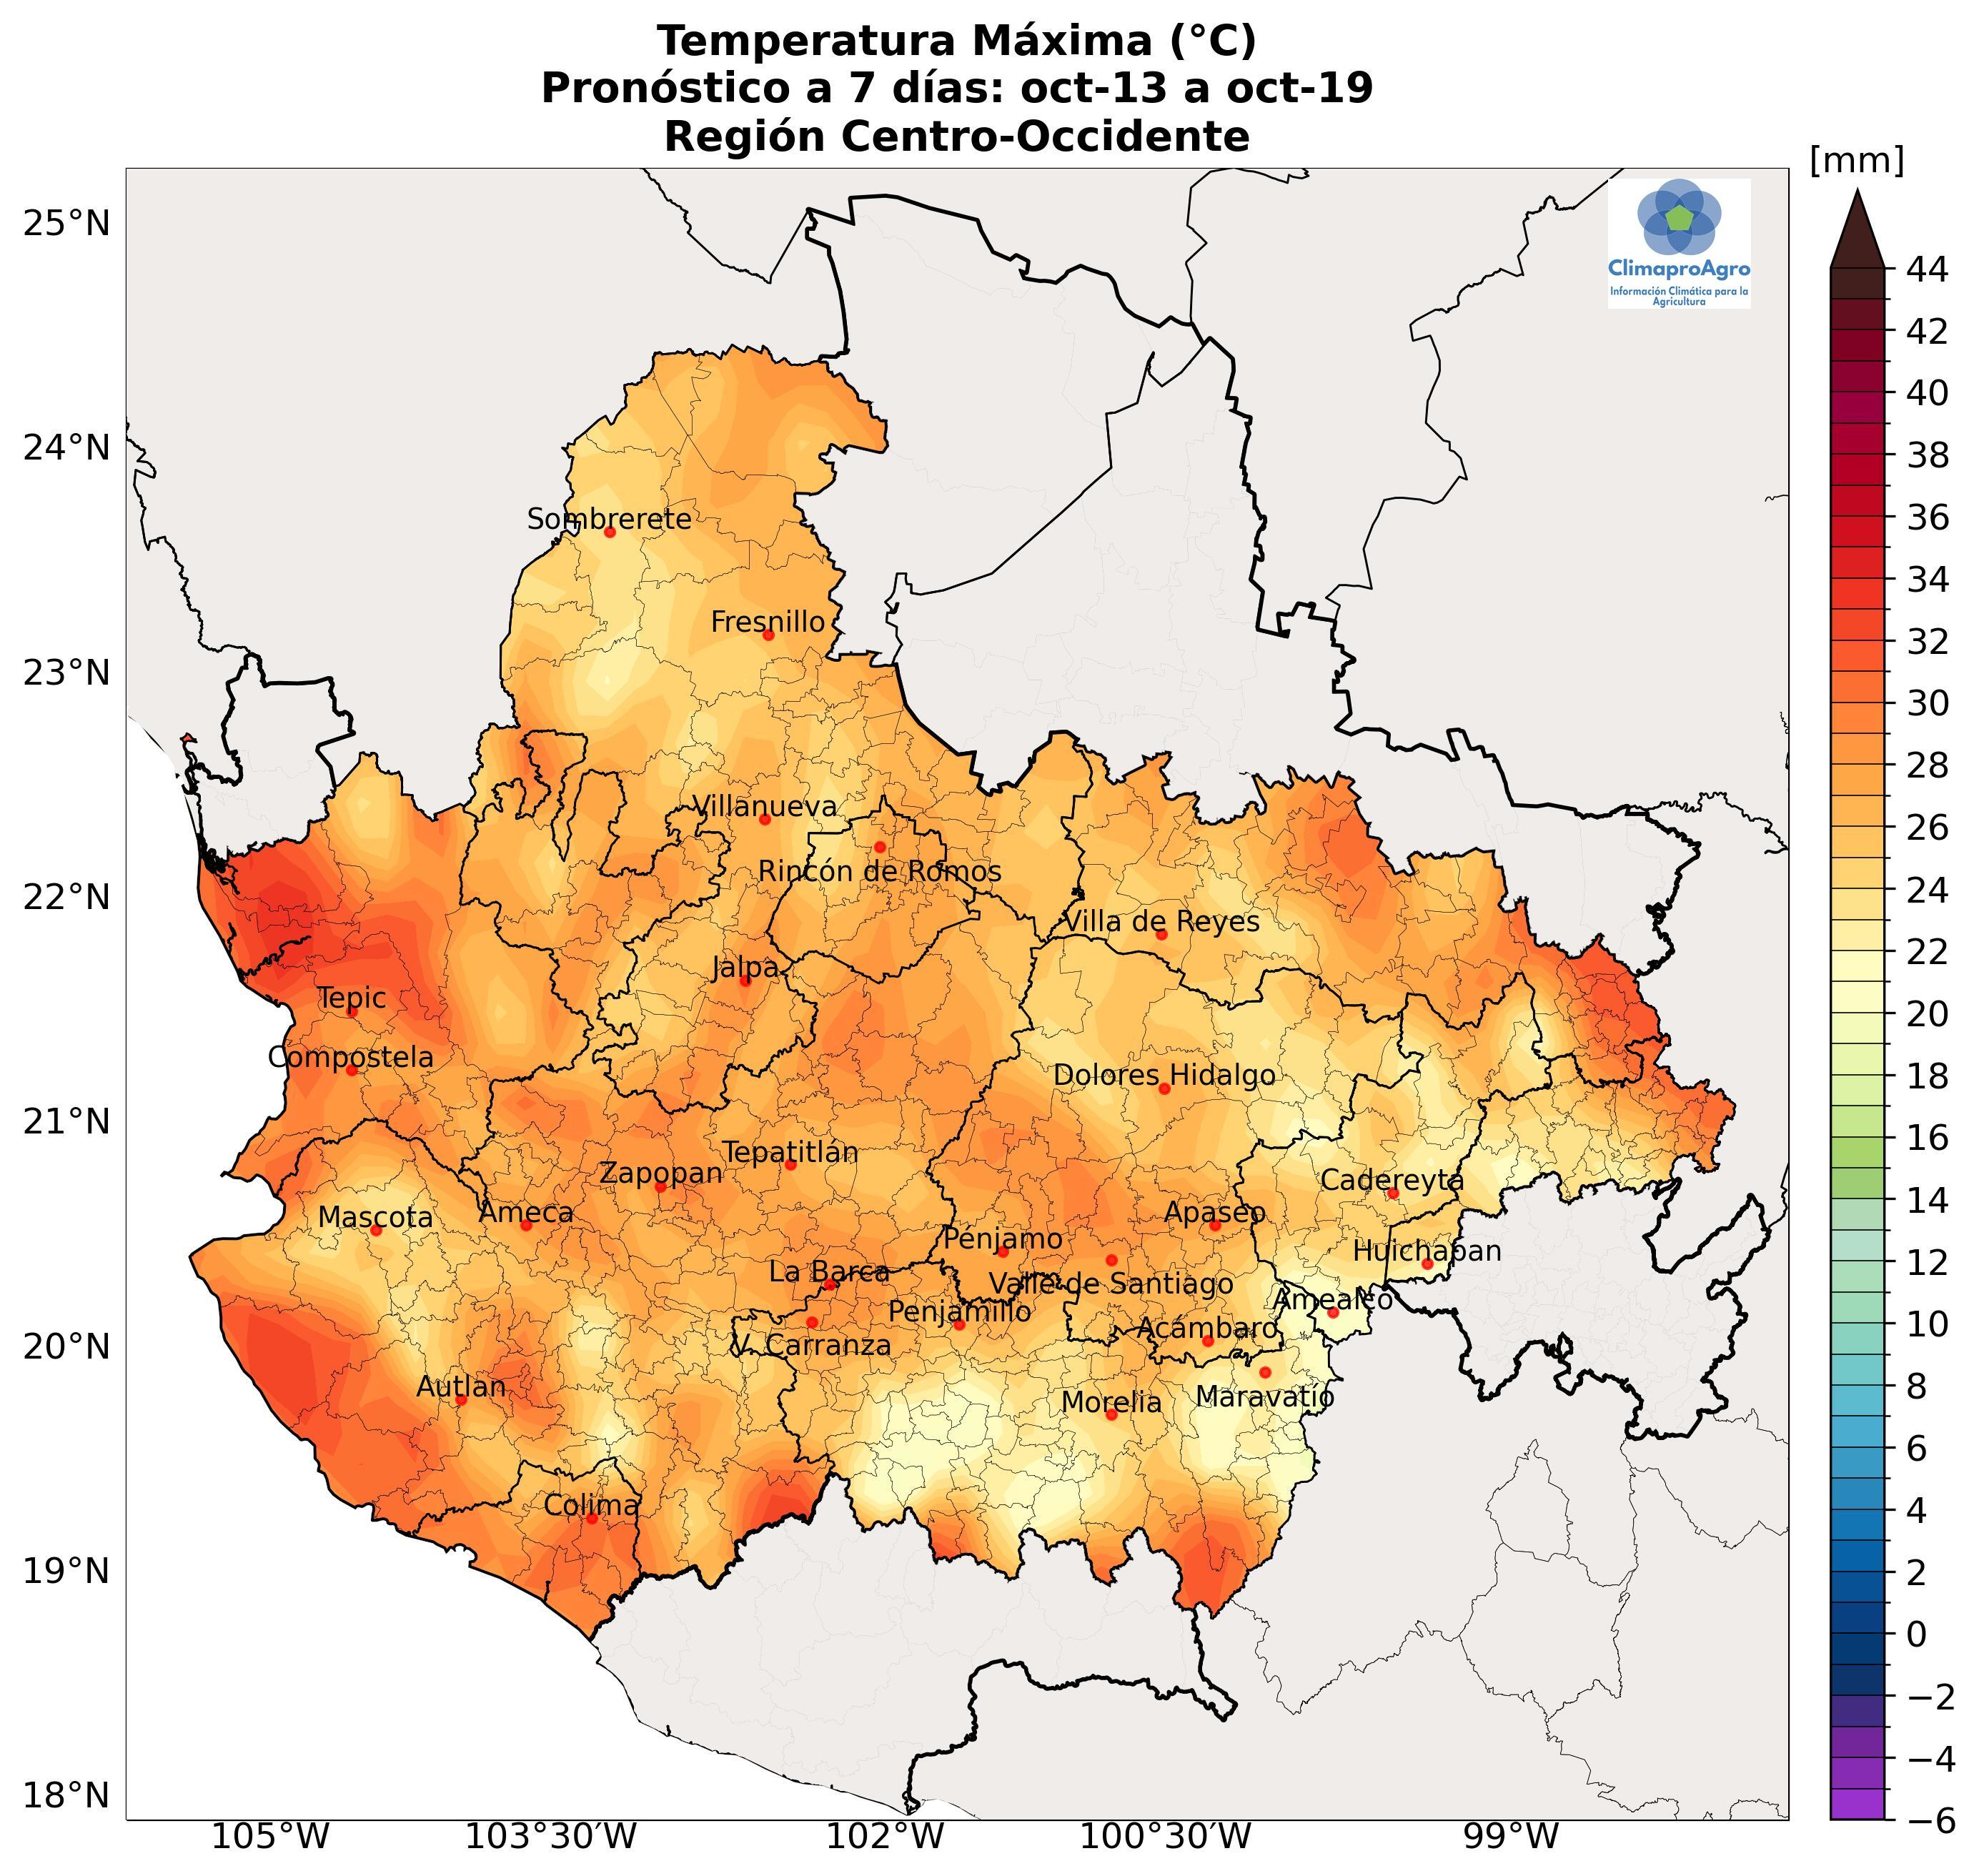 Temperatura Máxima (°C)
Pronóstico a 7 días: oct-13 a oct-19
Región Centro-Occidente
[mm]
ClimaproAgro
Información Climática para la
Agricultura
25°N
24°N
23°N
22°N
21°N
20°N
19°N
18°N
Sombrerete
Fresnillo
Villanueva
Rincón de Romos
Villa de Reyes
Jalpa
Tepic
Compostela
Dolores Hidalgo
Tepatitlán
Zapopan
Cadereyta
Ameca
Mascota
Apaseo
Pénjamo
Huichapan
La Barca
Valle de Santiago
Amealco
Penjamillo
Acámbaro
V. Carranza
Autlan
Maravatío
Morelia
Colima
105°W
103°30′W
102°W
100°30′W
99°W
44
42
40
38
36
34
32
30
28
26
24
22
20
18
16
14
12
10
8
6
4
2
0
−2
−4
−6